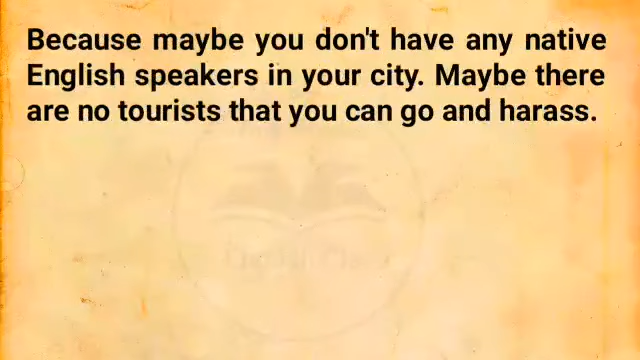 Because maybe you don't have any native
English speakers in your city. Maybe there
are no tourists that you can go and harass.